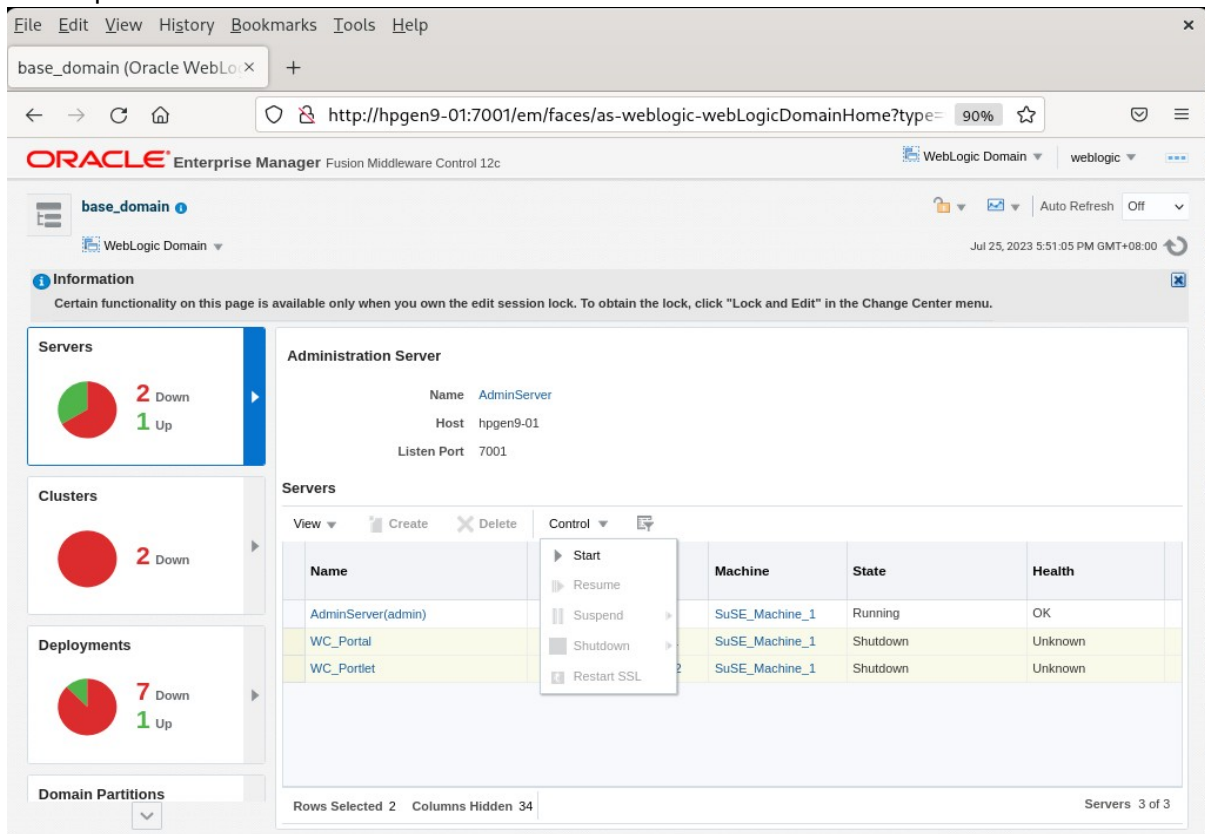 File Edit View History Bookmarks Tools Help
base_domain (Oracle WebLo
http://hpgen9-01:7001/em/faces/as-weblogic-webLogicDomainHome?type= 90%
ORACLE Enterprise Manager Fusion Middleware Control 12c WebLogic Domain weblogic
base_domain Auto Refresh Off
WebLogic Domain Jul 25, 2023 5:51:05 PM GMT+08:00
Information
Certain functionality on this page is available only when you own the edit session lock. To obtain the lock, click "Lock and Edit" in the Change Center menu.
Servers
2 Down
1 Up
Clusters
2 Down
Deployments
7 Down
1 Up
Domain Partitions
Administration Server
Name AdminServer
Host hpgen9-01
Listen Port 7001
Servers
View Create Delete Control
Start
Resume
Suspend
Shutdown
Restart SSL
Name Machine State Health
AdminServer(admin) SuSE_Machine_1 Running OK
WC_Portal SuSE_Machine_1 Shutdown Unknown
WC_Portlet 2 SuSE_Machine_1 Shutdown Unknown
Rows Selected 2 Columns Hidden 34 Servers 3 of 3